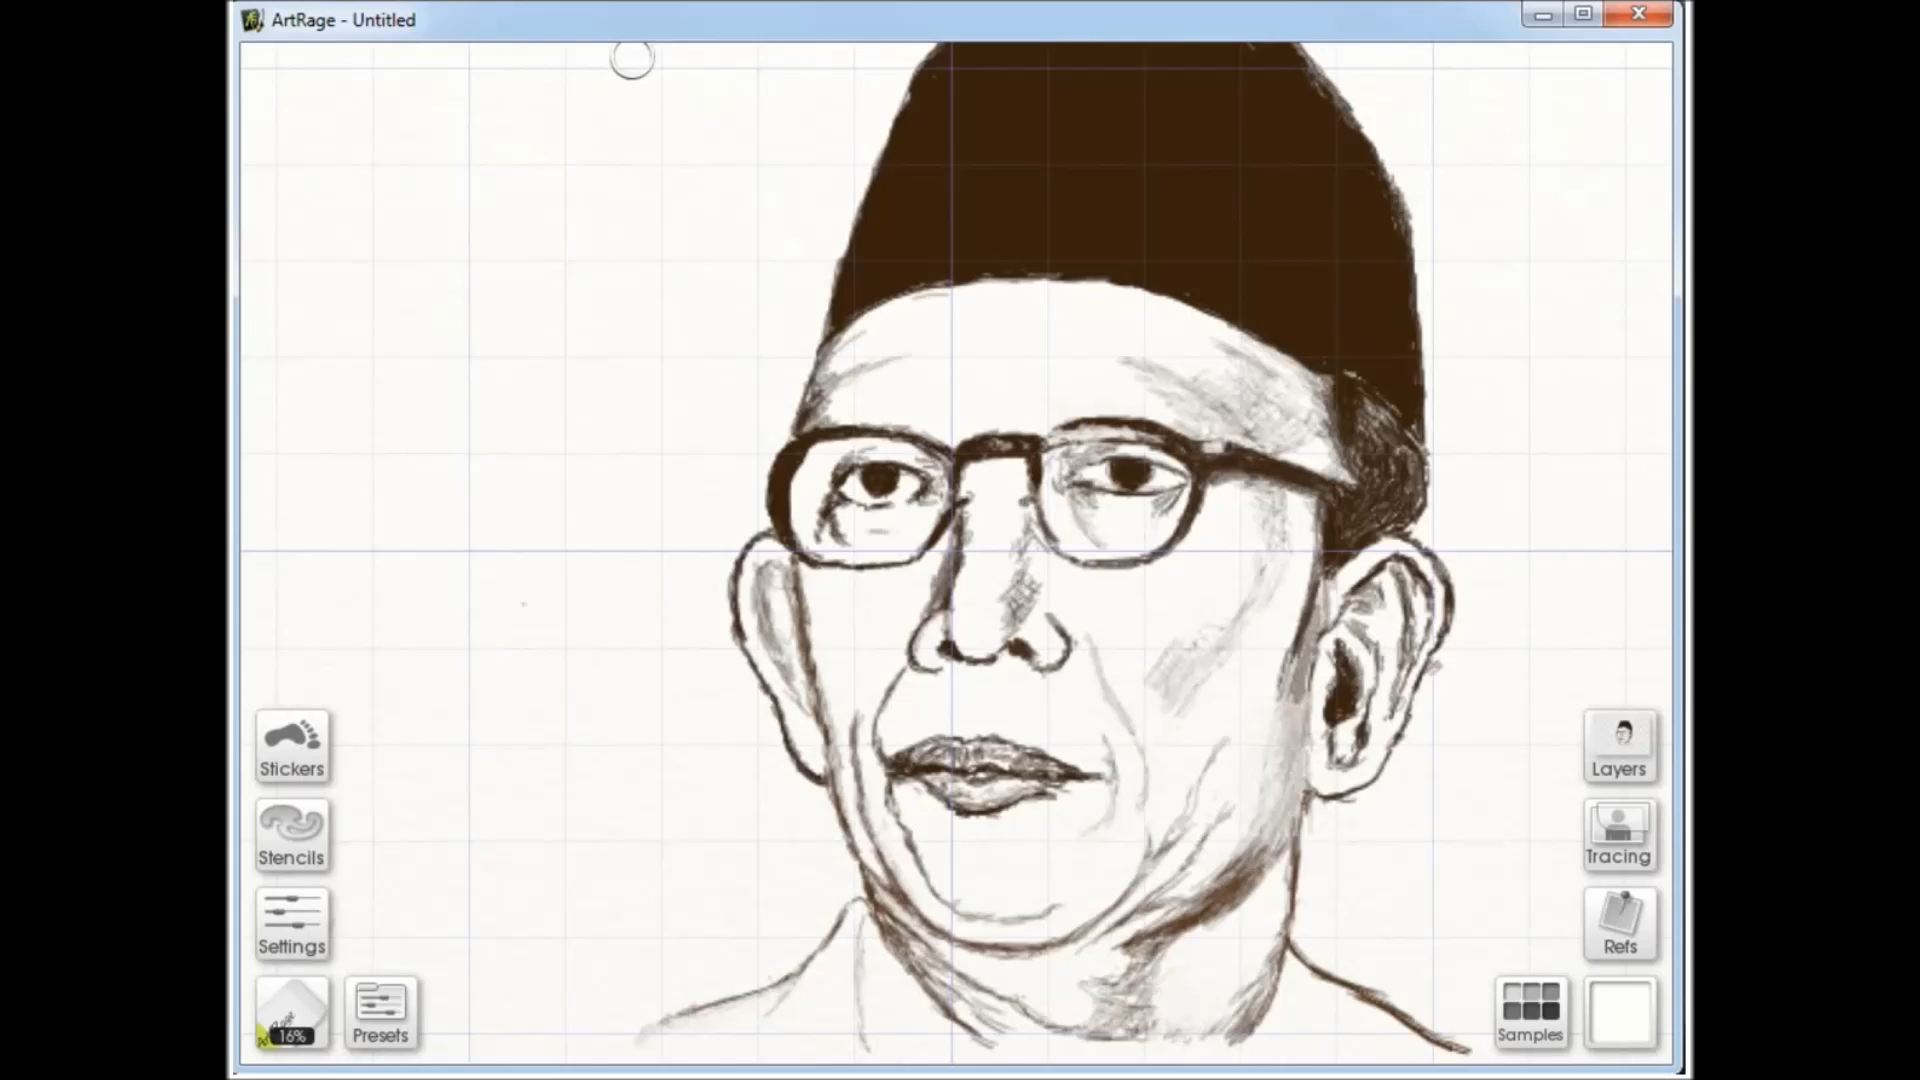 ArtRage - Untitled
Stickers
Stencils
Settings
16%
Presets
Layers
Tracing
Refs
Samples